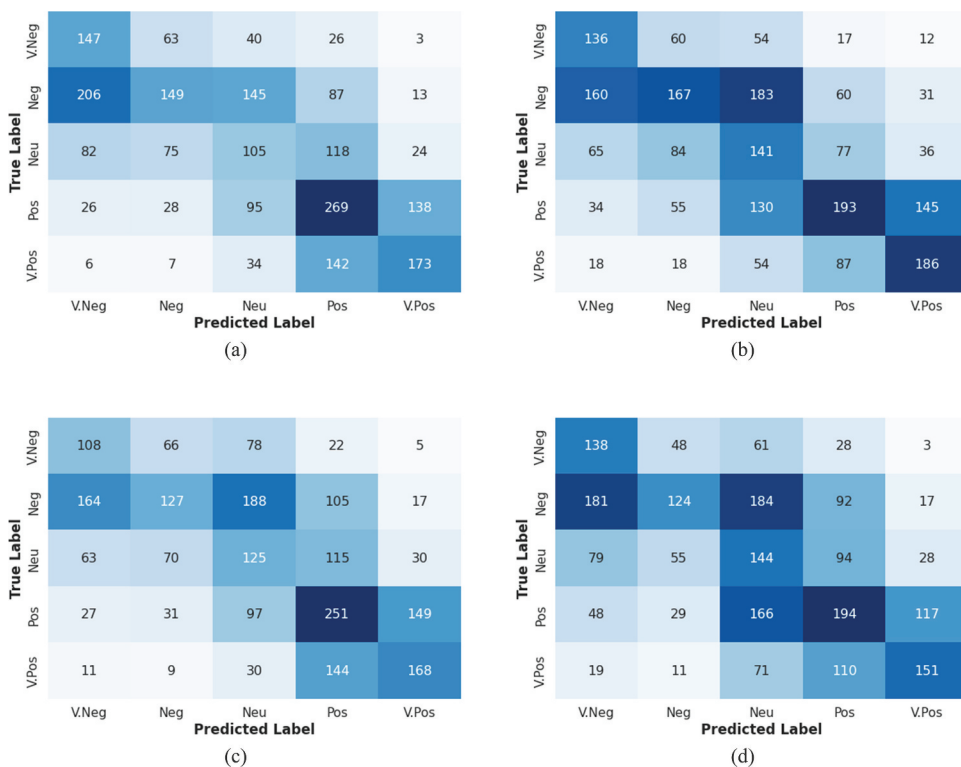 V.Neg 147 63 40 26 3
Neg 206 149 145 87 13
Neu 82 75 105 118 24
Pos 26 28 95 269 138
V.Pos 6 7 34 142 173
V.Neg Neg Neu Pos V.Pos
True Label
Predicted Label
(a)
V.Neg 136 60 54 17 12
Neg 160 167 183 60 31
Neu 65 84 141 77 36
Pos 34 55 130 193 145
V.Pos 18 18 54 87 186
V.Neg Neg Neu Pos V.Pos
True Label
Predicted Label
(b)
V.Neg 108 66 78 22 5
Neg 164 127 188 105 17
Neu 63 70 125 115 30
Pos 27 31 97 251 149
V.Pos 11 9 30 144 168
V.Neg Neg Neu Pos V.Pos
True Label
Predicted Label
(c)
V.Neg 138 48 61 28 3
Neg 181 124 184 92 17
Neu 79 55 144 94 28
Pos 48 29 166 194 117
V.Pos 19 11 71 110 151
V.Neg Neg Neu Pos V.Pos
True Label
Predicted Label
(d)